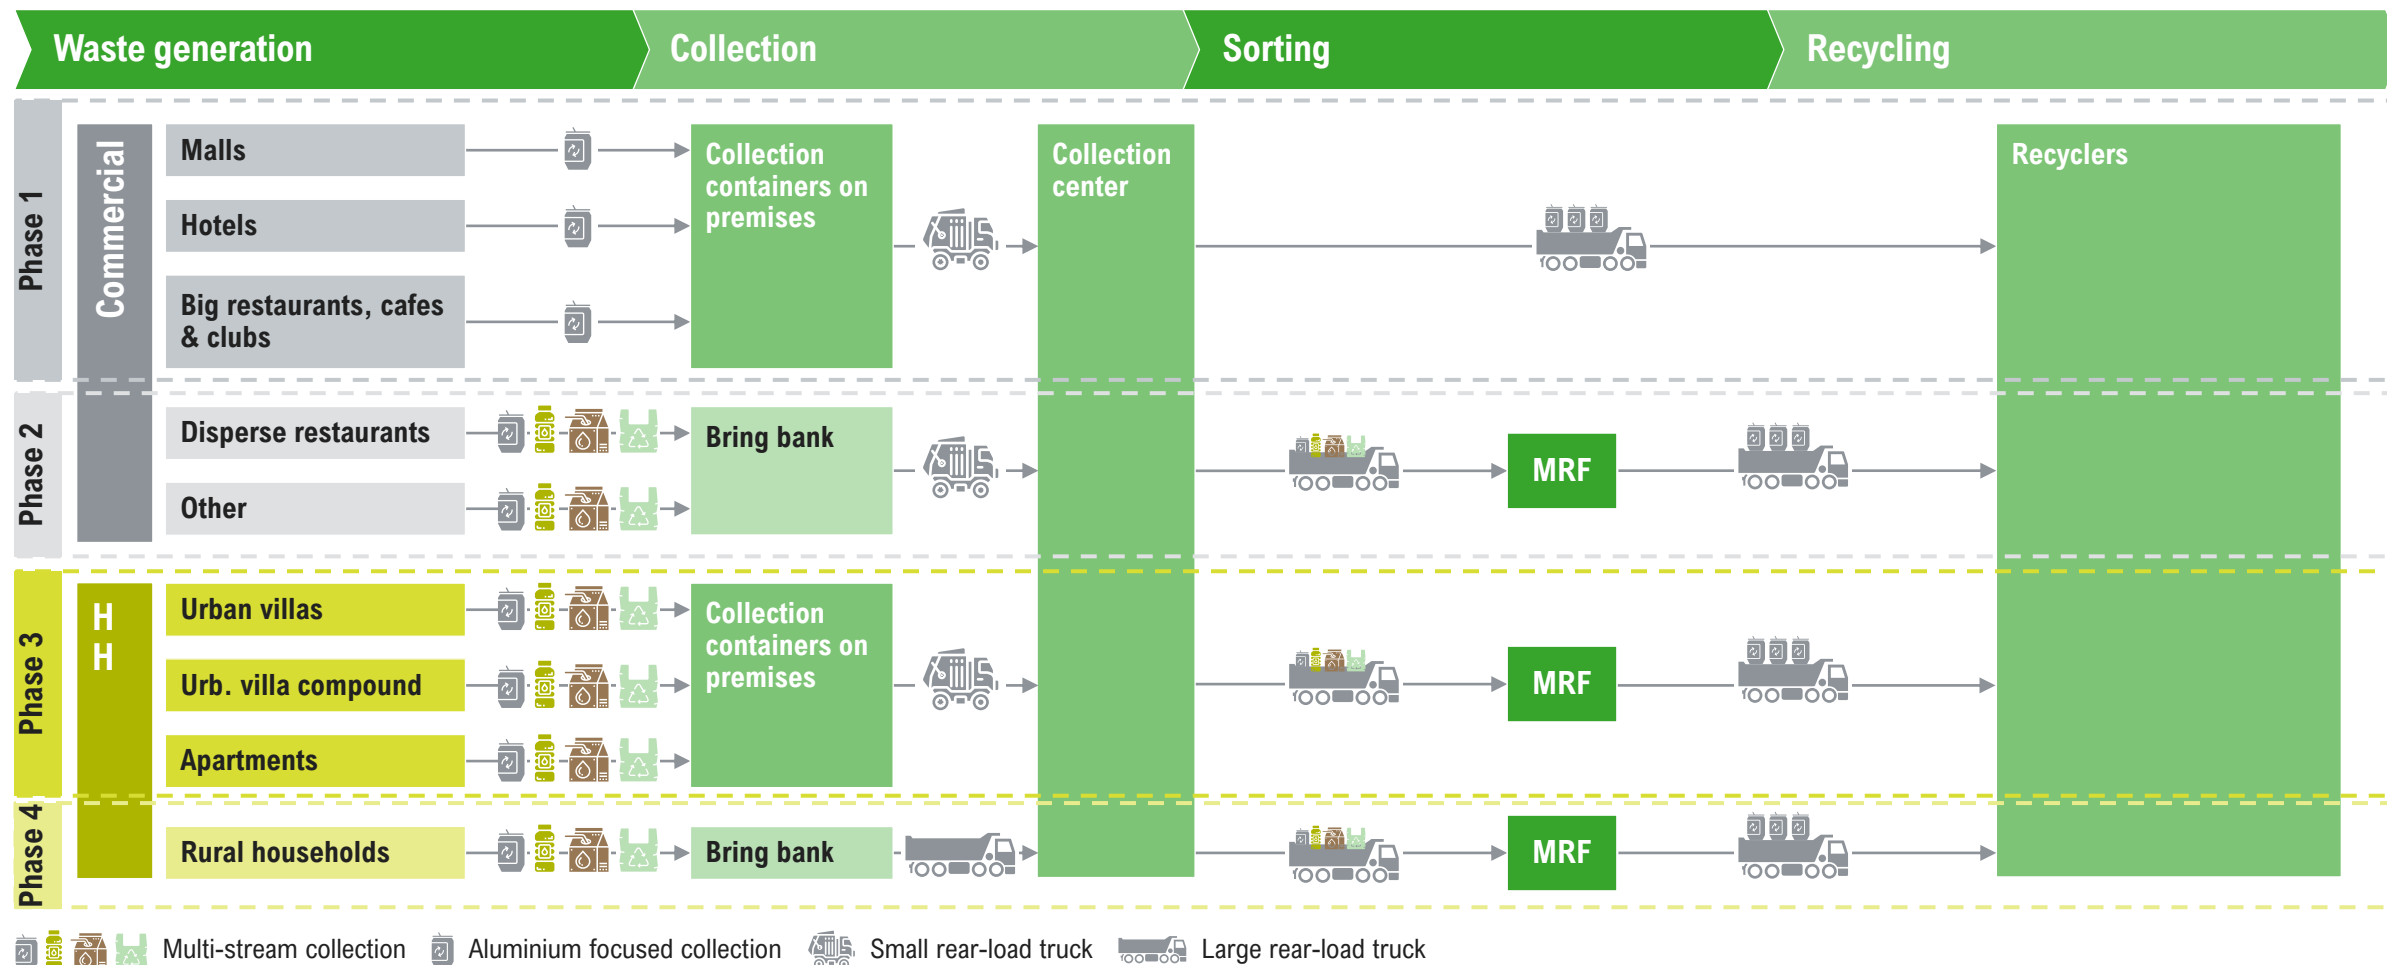 Waste generation
Collection
Sorting
Recycling
Phase 1
Commercial
Malls
Hotels
Big restaurants, cafes
& clubs
Collection
containers on
premises
Collection
center
Recyclers
Phase 2
Disperse restaurants
Other
Bring bank
MRF
Phase 3
H
H
Urban villas
Urb. villa compound
Apartments
Collection
containers on
premises
MRF
Phase 4
Rural households
Bring bank
MRF
Multi-stream collection
Aluminium focused collection
Small rear-load truck
Large rear-load truck